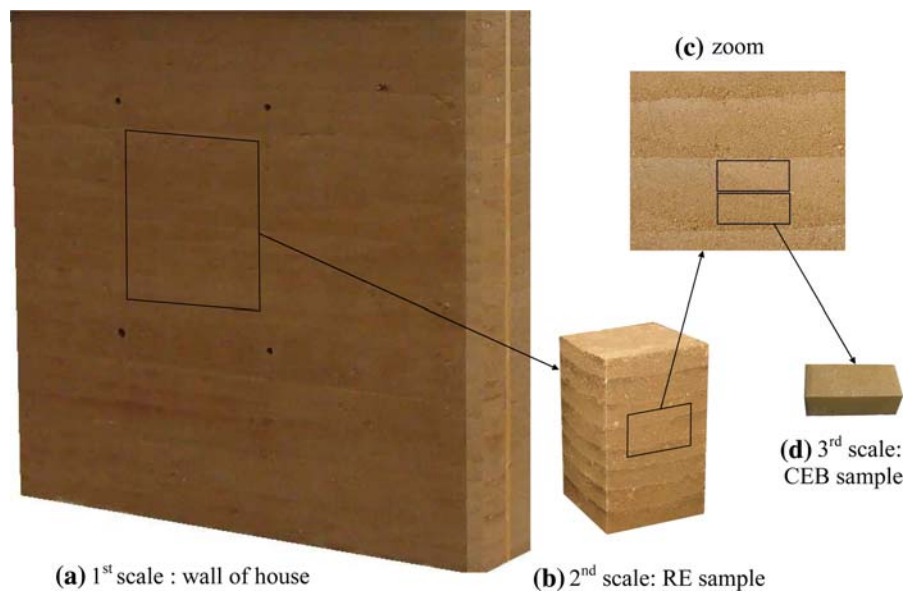 (c) zoom
(d) 3rd scale:
CEB sample
(a) 1st scale : wall of house
(b) 2nd scale: RE sample